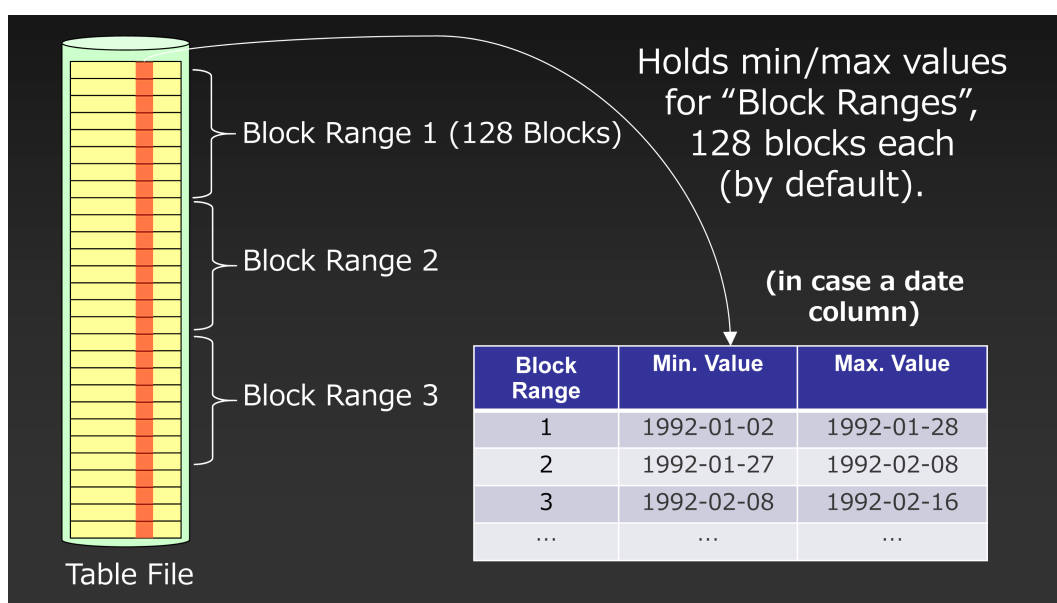 Holds min/max values
for “Block Ranges”,
128 blocks each
(by default).
Block Range 1 (128 Blocks)
Block Range 2
Block Range 3
(in case a date
column)
Block
Range
Min. Value
Max. Value
1 1992-01-02 1992-01-28
2 1992-01-27 1992-02-08
3 1992-02-08 1992-02-16
… … …
Table File